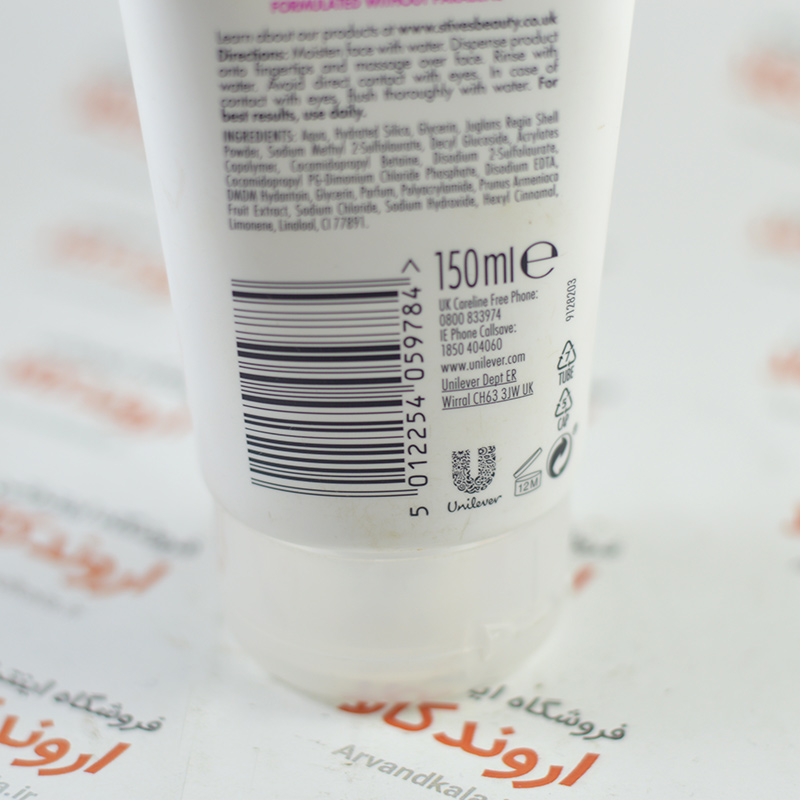 FORMULATED WITHOUT
Learn about our products at www.stivesbeauty.co.uk
Directions: Moisten face with water. Dispense product
onto fingertips and massage over face. Rinse with
water. Avoid direct contact with eyes. In case of
contact with eyes, flush thoroughly with water. For
best results, use daily.
INGREDIENTS: Aqua, Hydrated Silica, Glycerin, Juglans Regia Shell
Powder, Sodium Methyl 2-Sulfolaurate, Decyl Glucoside, Acrylates
Copolymer, Cocamidopropyl Betaine, Disodium 2-Sulfolaurate,
Cocamidopropyl PG-Dimonium Chloride Phosphate, Disodium EDTA,
DMDM Hydantoin, Glycerin, Parfum, Polyacrylamide, Prunus Armeniaca
Fruit Extract, Sodium Chloride, Sodium Hydroxide, Hexyl Cinnamal,
Limonene, Linalool, CI 77891.
5 012254 059784 >
150ml e
UK Careline Free Phone:
0800 833974
IE Phone Callsave:
1850 404060
www.unilever.com
Unilever Dept ER
Wirral CH63 3JW UK
9128203
7
TUBE
5
CAP
Unilever
12M
فروشگاه اینت
اروند کالا
فروشگاه
اروند کالا
Arvandkala